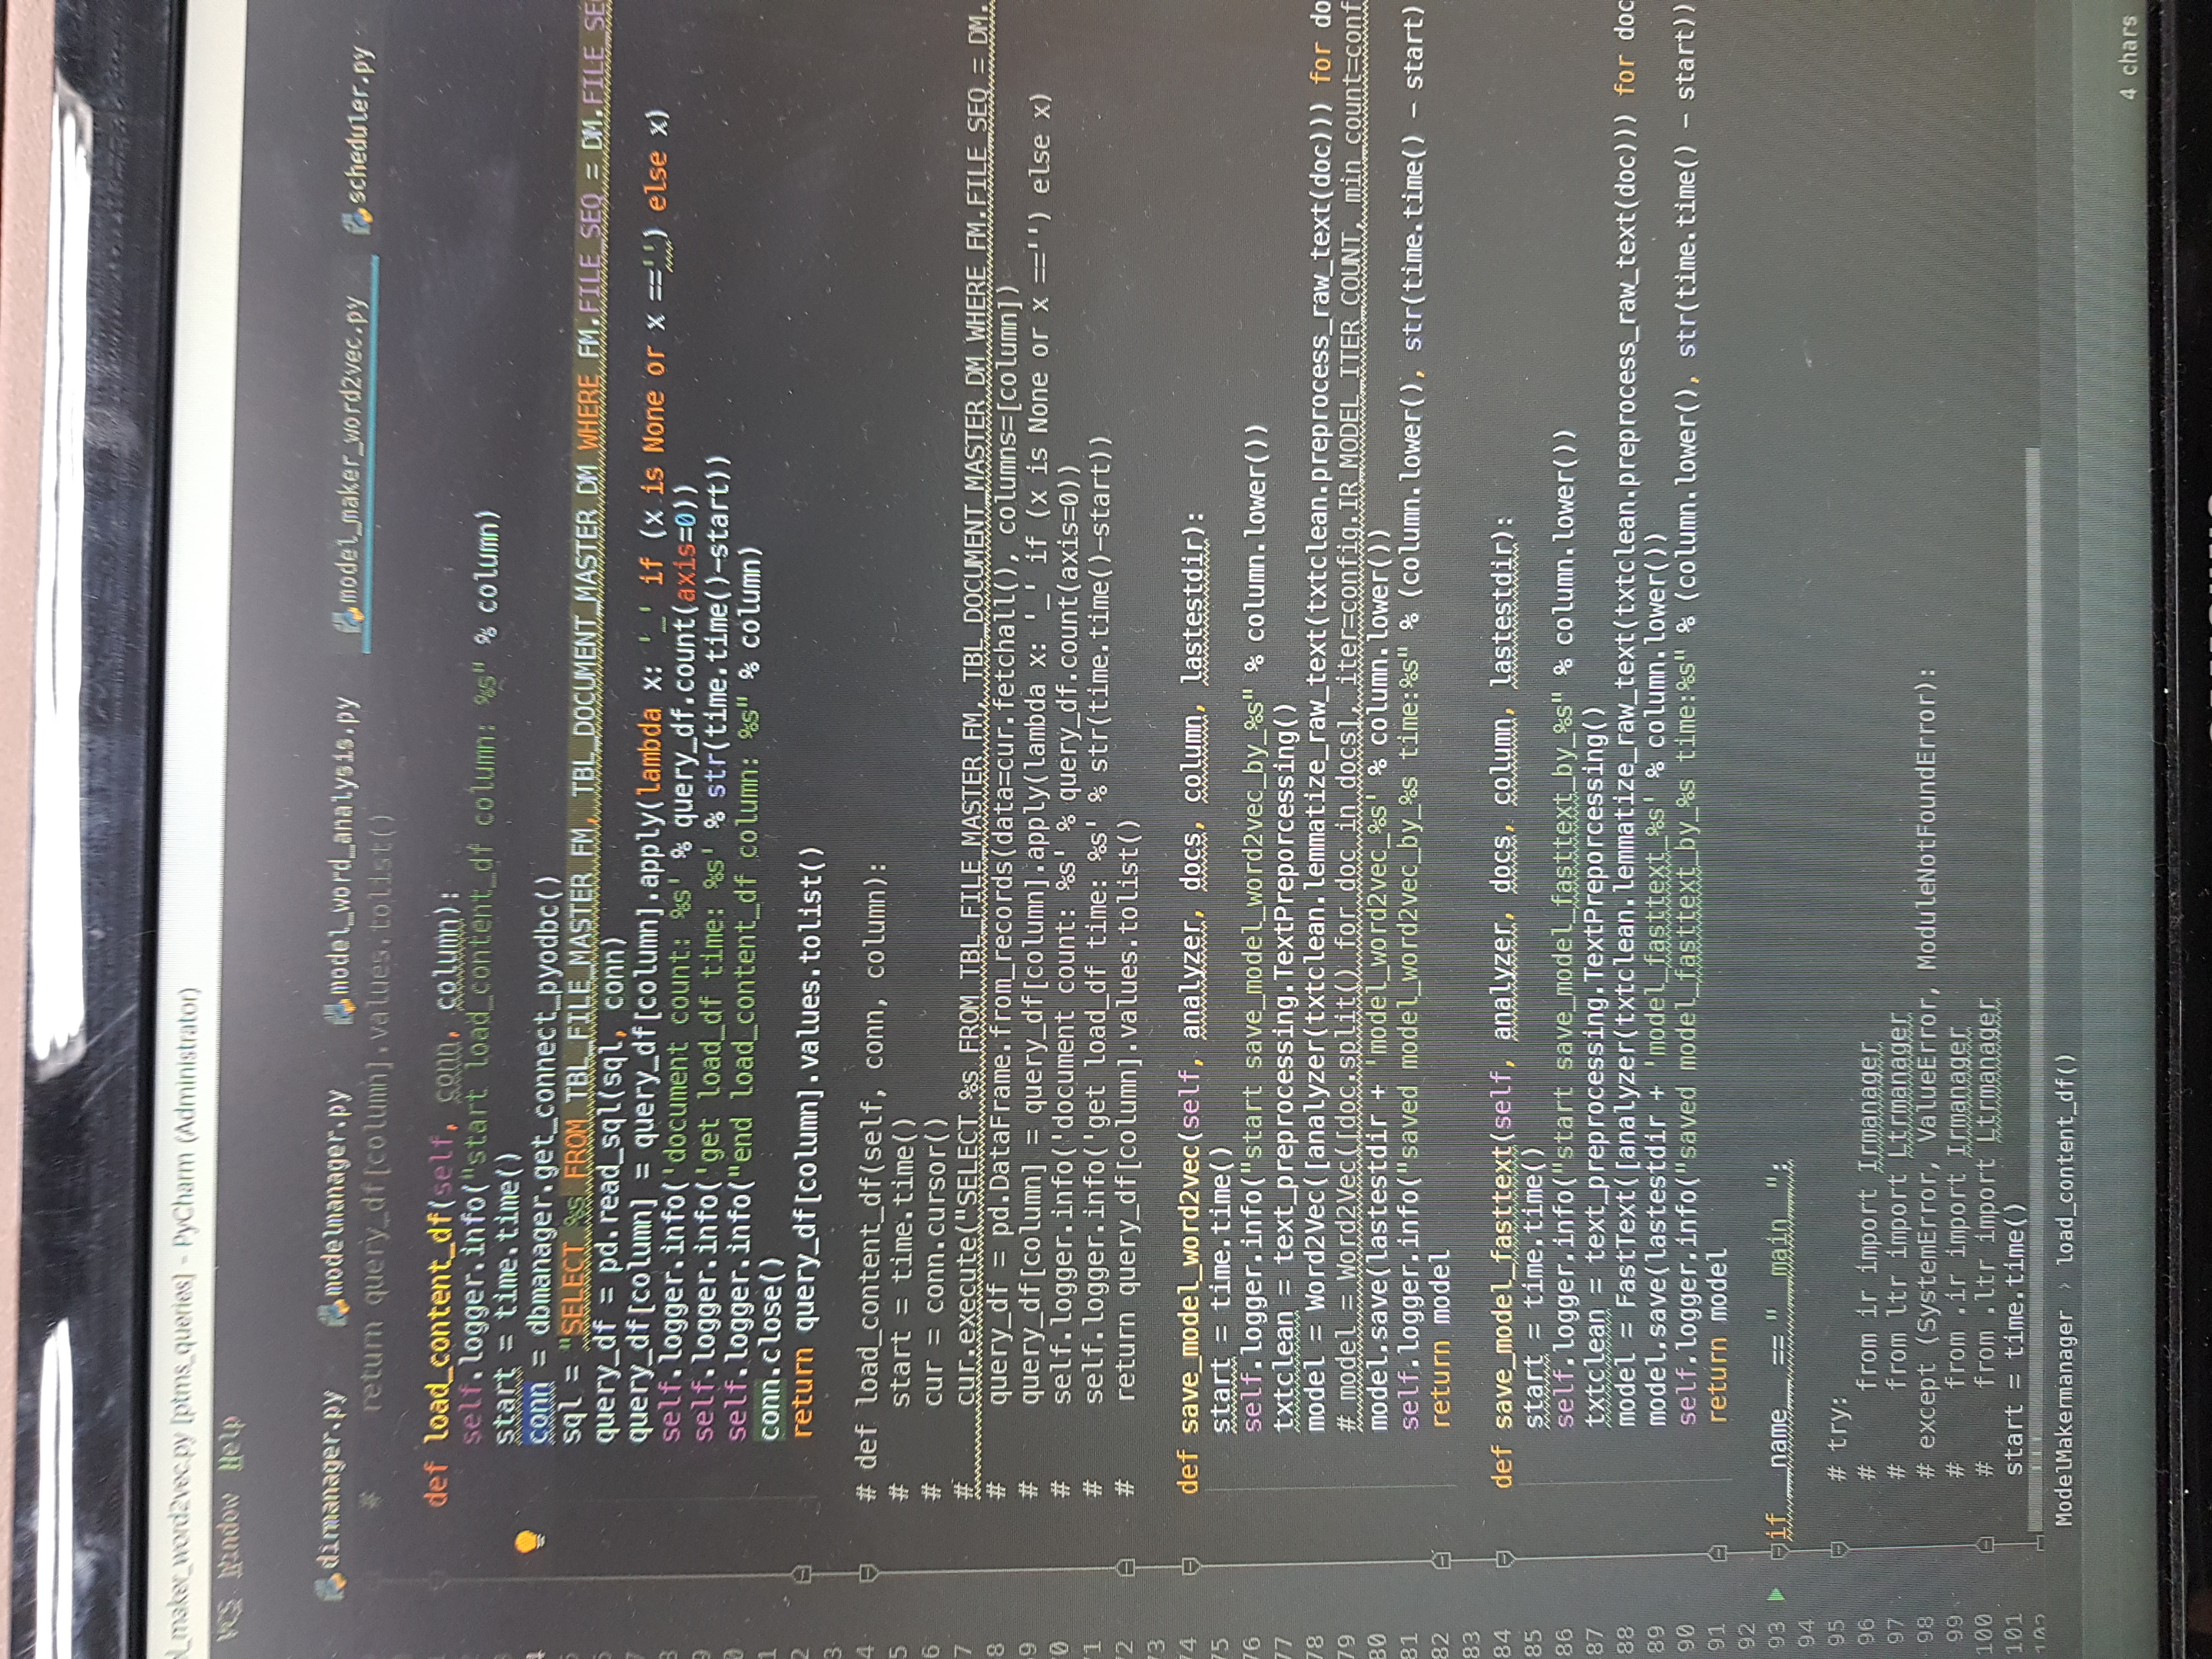 l_maker_word2vec.py [ptms_queries] - PyCharm (Administrator)
VCS Window Help
dirmanager.py modelmanager.py model_word_analysis.py model_maker_word2vec.py scheduler.py
# return query_df[column].values.tolist()
def load_content_df(self, conn, column):
self.logger.info("start load_content_df column: %s" % column)
start = time.time()
4 conn = dbmanager.get_connect_pyodbc()
5 sql = "SELECT %s FROM TBL_FILE_MASTER FM, TBL_DOCUMENT_MASTER DM WHERE FM.FILE_SEQ = DM.FILE_SE
6 query_df = pd.read_sql(sql, conn)
7 query_df[column] = query_df[column].apply(lambda x: '_' if (x is None or x =='') else x)
8 self.logger.info('document count: %s' % query_df.count(axis=0))
9 self.logger.info('get load_df time: %s' % str(time.time()-start))
0 self.logger.info("end load_content_df column: %s" % column)
1 conn.close()
2 return query_df[column].values.tolist()
3
4 # def load_content_df(self, conn, column):
5 # start = time.time()
6 # cur = conn.cursor()
7 # cur.execute("SELECT %s FROM TBL_FILE_MASTER FM, TBL_DOCUMENT_MASTER DM WHERE FM.FILE_SEQ = DM.
8 # query_df = pd.DataFrame.from_records(data=cur.fetchall(), columns=[column])
9 # query_df[column] = query_df[column].apply(lambda x: '_' if (x is None or x =='') else x)
70 # self.logger.info('document count: %s' % query_df.count(axis=0))
71 # self.logger.info('get load_df time: %s' % str(time.time()-start))
72 # return query_df[column].values.tolist()
73
74 def save_model_word2vec(self, analyzer, docs, column, lastestdir):
75 start = time.time()
76 self.logger.info("start save_model_word2vec_by_%s" % column.lower())
77 txtclean = text_preprocessing.TextPreporcessing()
78 model = Word2Vec([analyzer(txtclean.lemmatize_raw_text(txtclean.preprocess_raw_text(doc))) for do
79 # model = Word2Vec([doc.split() for doc in docs], iter=config.IR_MODEL_ITER_COUNT, min_count=conf
80 model.save(lastestdir + 'model_word2vec_%s' % column.lower())
81 self.logger.info("saved model_word2vec_by_%s time:%s" % (column.lower(), str(time.time() - start)
82 return model
83
84 def save_model_fasttext(self, analyzer, docs, column, lastestdir):
85 start = time.time()
86 self.logger.info("start save_model_fasttext_by_%s" % column.lower())
87 txtclean = text_preprocessing.TextPreporcessing()
88 model = FastText([analyzer(txtclean.lemmatize_raw_text(txtclean.preprocess_raw_text(doc))) for doc
89 model.save(lastestdir + 'model_fasttext_%s' % column.lower())
90 self.logger.info("saved model_fasttext_by_%s time:%s" % (column.lower(), str(time.time() - start))
91 return model
92
93 if __name__ == "__main__":
94
95 # try:
96 # from ir import Irmanager
97 # from ltr import Ltrmanager
98 # except (SystemError, ValueError, ModuleNotFoundError):
99 # from .ir import Irmanager
100 # from .ltr import Ltrmanager
101 start = time.time()
102
ModelMakermanager > load_content_df()
4 chars